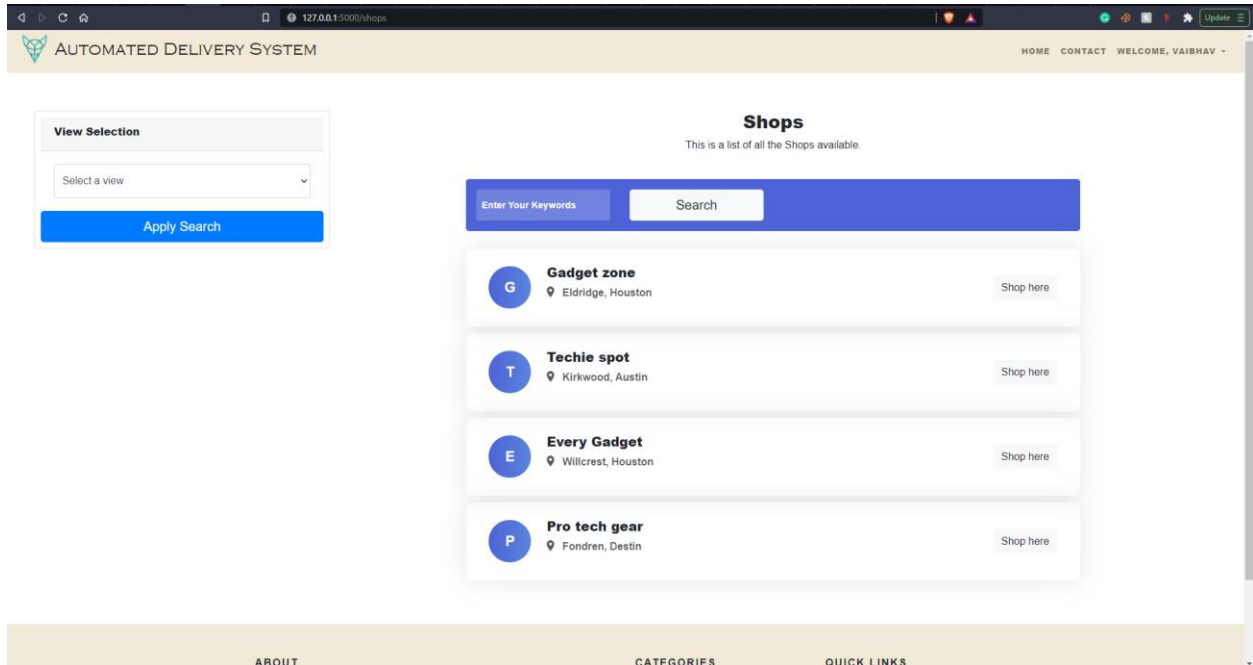 127.0.0.1:5000/shops
Update
AUTOMATED DELIVERY SYSTEM
HOME CONTACT WELCOME, VAIBHAV
View Selection
Select a view
Apply Search
Shops
This is a list of all the Shops available.
Enter Your Keywords
Search
G
Gadget zone
Eldridge, Houston
Shop here
T
Techie spot
Kirkwood, Austin
Shop here
E
Every Gadget
Willcrest, Houston
Shop here
P
Pro tech gear
Fondren, Destin
Shop here
ABOUT
CATEGORIES
QUICK LINKS